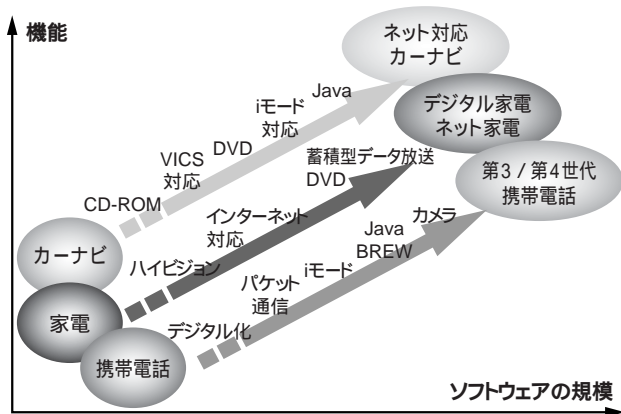 機能
ネット対応
カーナビ
Java
iモード
対応
DVD
VICS
対応
CD-ROM
デジタル家電
ネット家電
蓄積型データ放送
DVD
インターネット
対応
ハイビジョン
第3 / 第4世代
携帯電話
カメラ
Java
BREW
iモード
パケット
通信
デジタル化
カーナビ
家電
携帯電話
ソフトウェアの規模